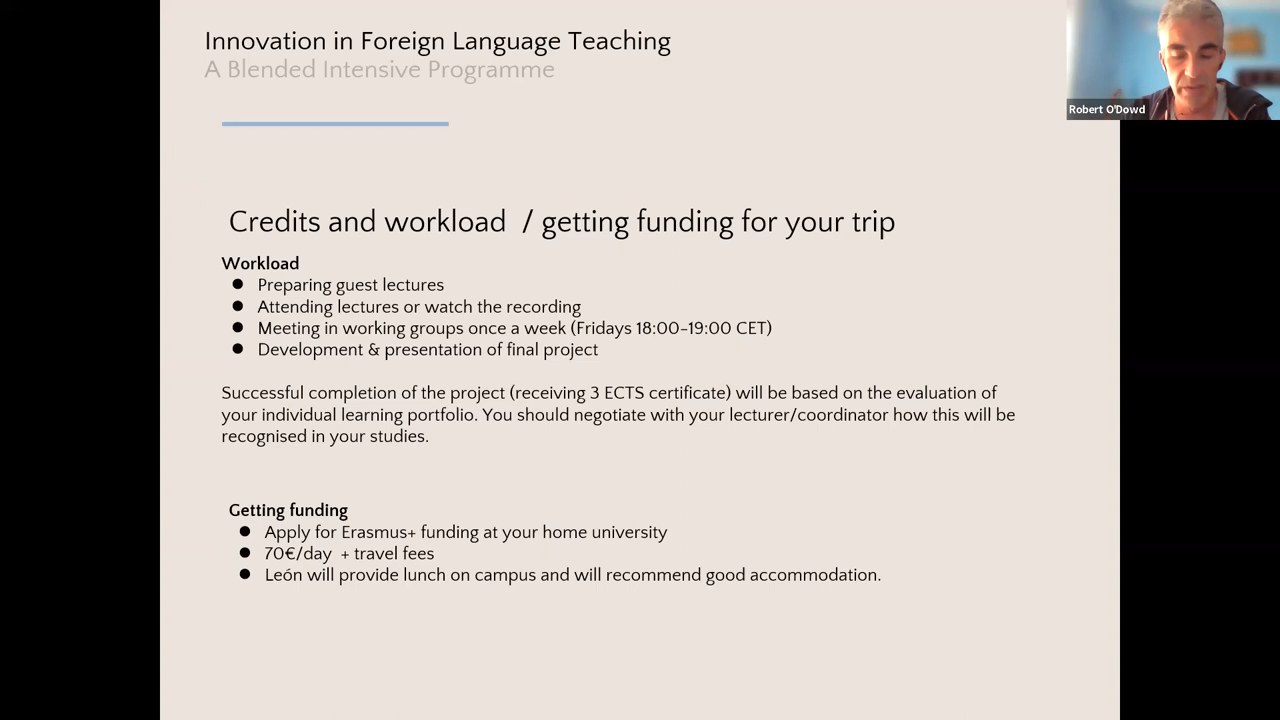 Innovation in Foreign Language Teaching
A Blended Intensive Programme
Robert O'Dowd
Credits and workload / getting funding for your trip
Workload
● Preparing guest lectures
● Attending lectures or watch the recording
● Meeting in working groups once a week (Fridays 18:00-19:00 CET)
● Development & presentation of final project
Successful completion of the project (receiving 3 ECTS certificate) will be based on the evaluation of
your individual learning portfolio. You should negotiate with your lecturer/coordinator how this will be
recognised in your studies.
Getting funding
● Apply for Erasmus+ funding at your home university
● 70€/day + travel fees
● León will provide lunch on campus and will recommend good accommodation.